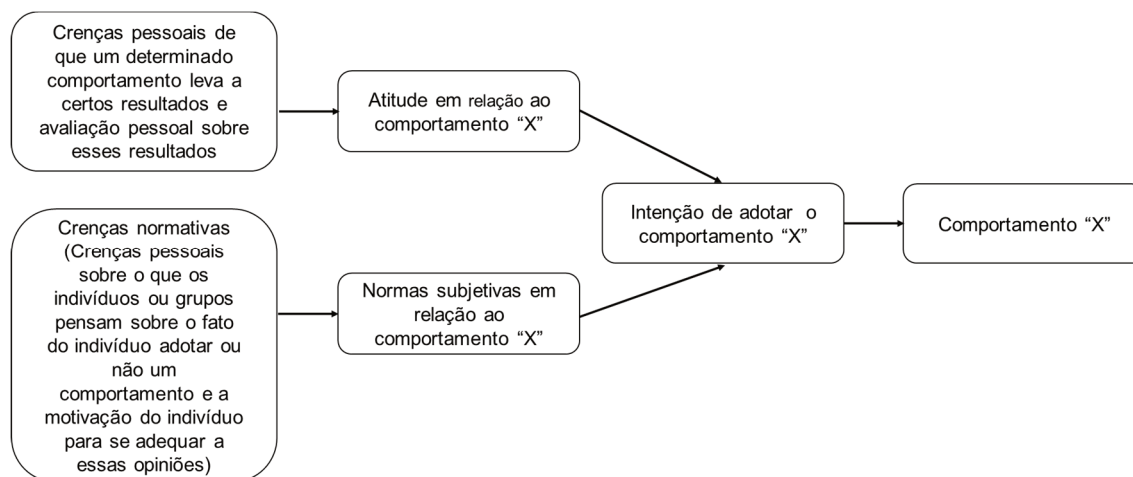 Crenças pessoais de
que um determinado
comportamento leva a
certos resultados e
avaliação pessoal sobre
esses resultados
Atitude em relação ao
comportamento “X”
Crenças normativas
(Crenças pessoais
sobre o que os
indivíduos ou grupos
pensam sobre o fato
do indivíduo adotar ou
não um
comportamento e a
motivação do indivíduo
para se adequar a
essas opiniões)
Normas subjetivas em
relação ao
comportamento “X”
Intenção de adotar o
comportamento “X”
Comportamento “X”